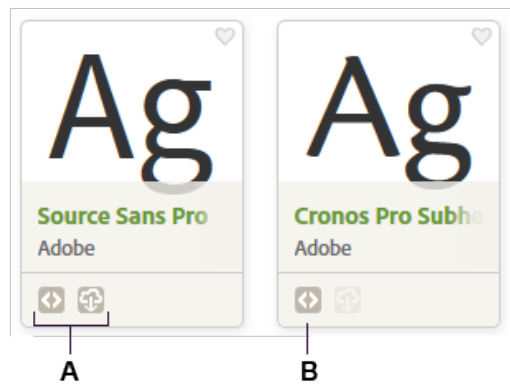 Ag
Source Sans Pro
Adobe
Ag
Cronos Pro Subhe
Adobe
A
B